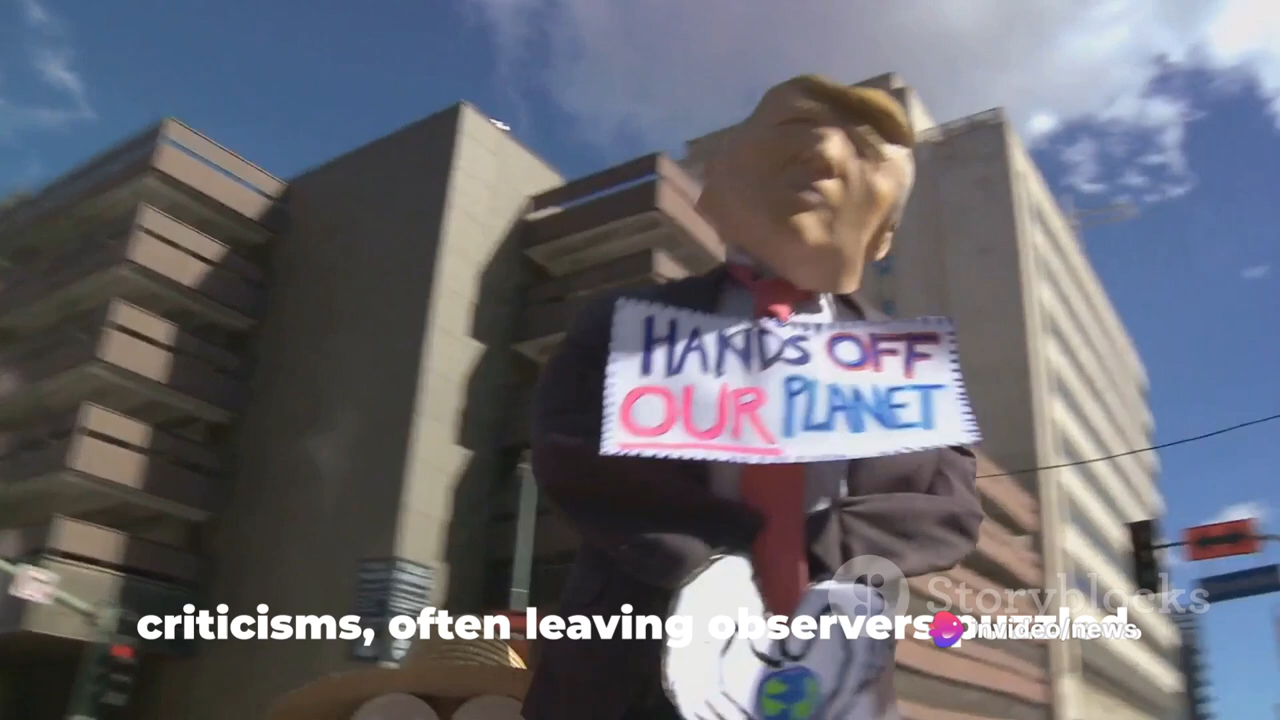 HANDS OFF
OUR PLANET
Storyblocks
criticisms, often leaving observers puzzled.
invideo/news